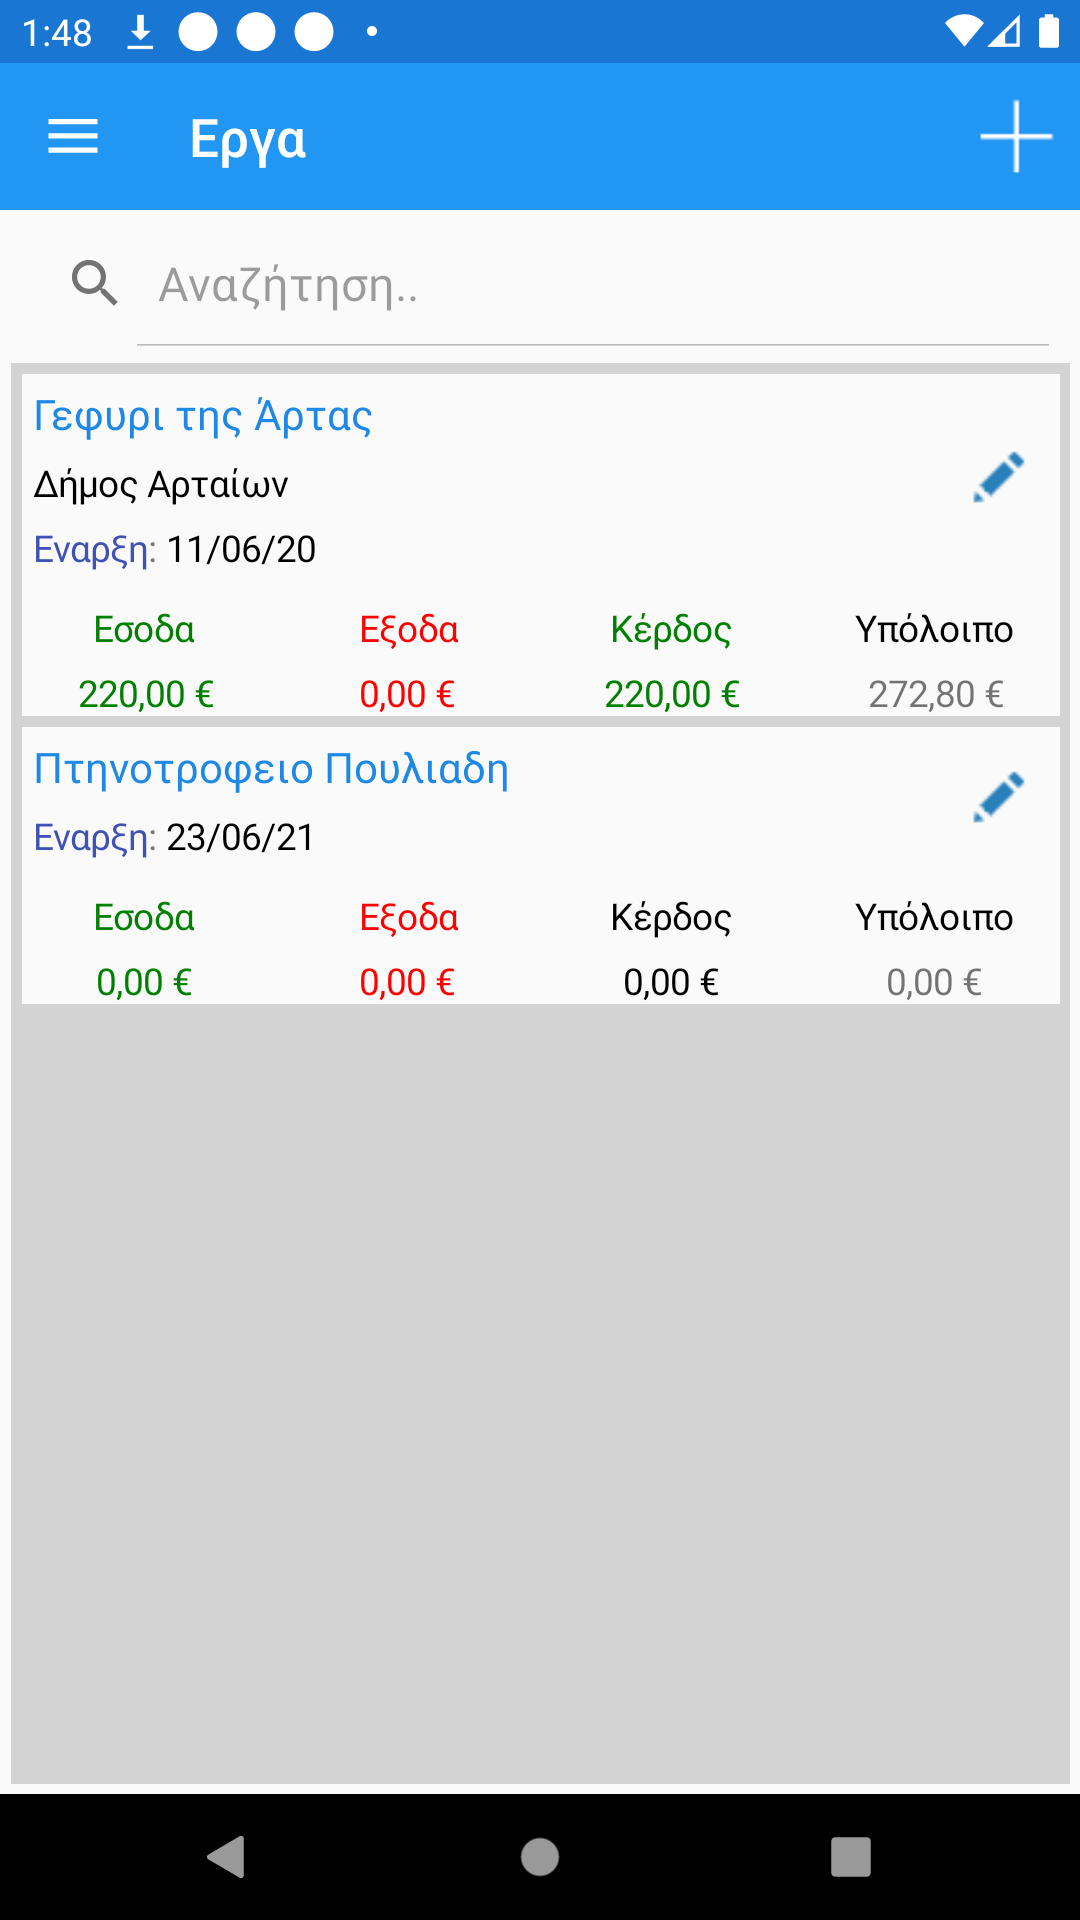 1:48
Εργα
Αναζήτηση..
Γεφυρι της Άρτας
Δήμος Αρταίων
Εναρξη: 11/06/20
Εσοδα Εξοδα Κέρδος Υπόλοιπο
220,00 € 0,00 € 220,00 € 272,80 €
Πτηνοτροφειο Πουλιαδη
Εναρξη: 23/06/21
Εσοδα Εξοδα Κέρδος Υπόλοιπο
0,00 € 0,00 € 0,00 € 0,00 €